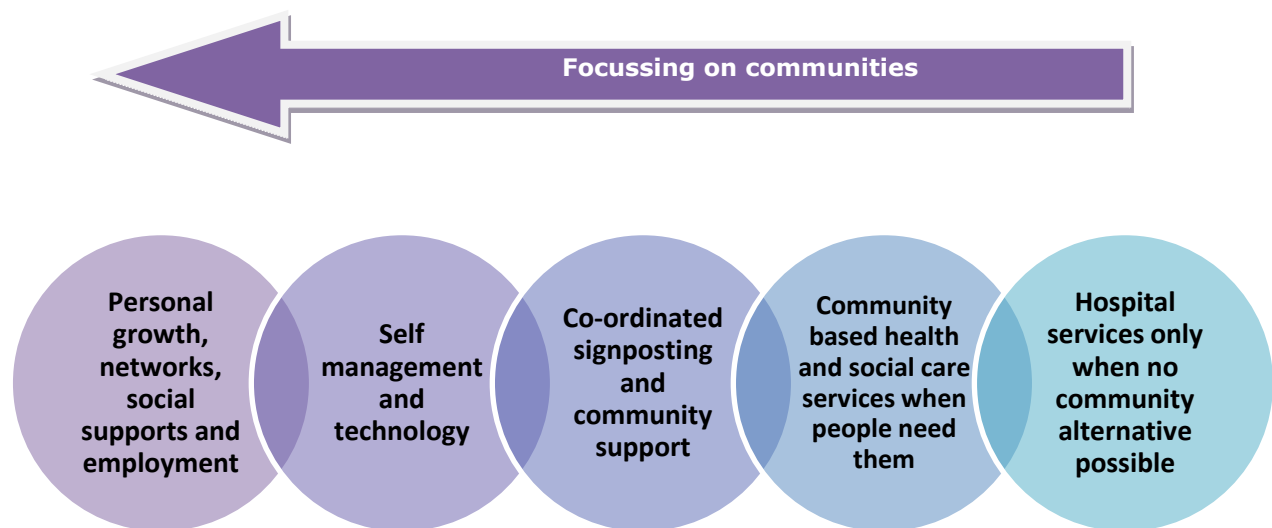 Focussing on communities
Personal
growth,
networks,
social
supports and
employment
Self
management
and
technology
Co-ordinated
signposting
and
community
support
Community
based health
and social care
services when
people need
them
Hospital
services only
when no
community
alternative
possible